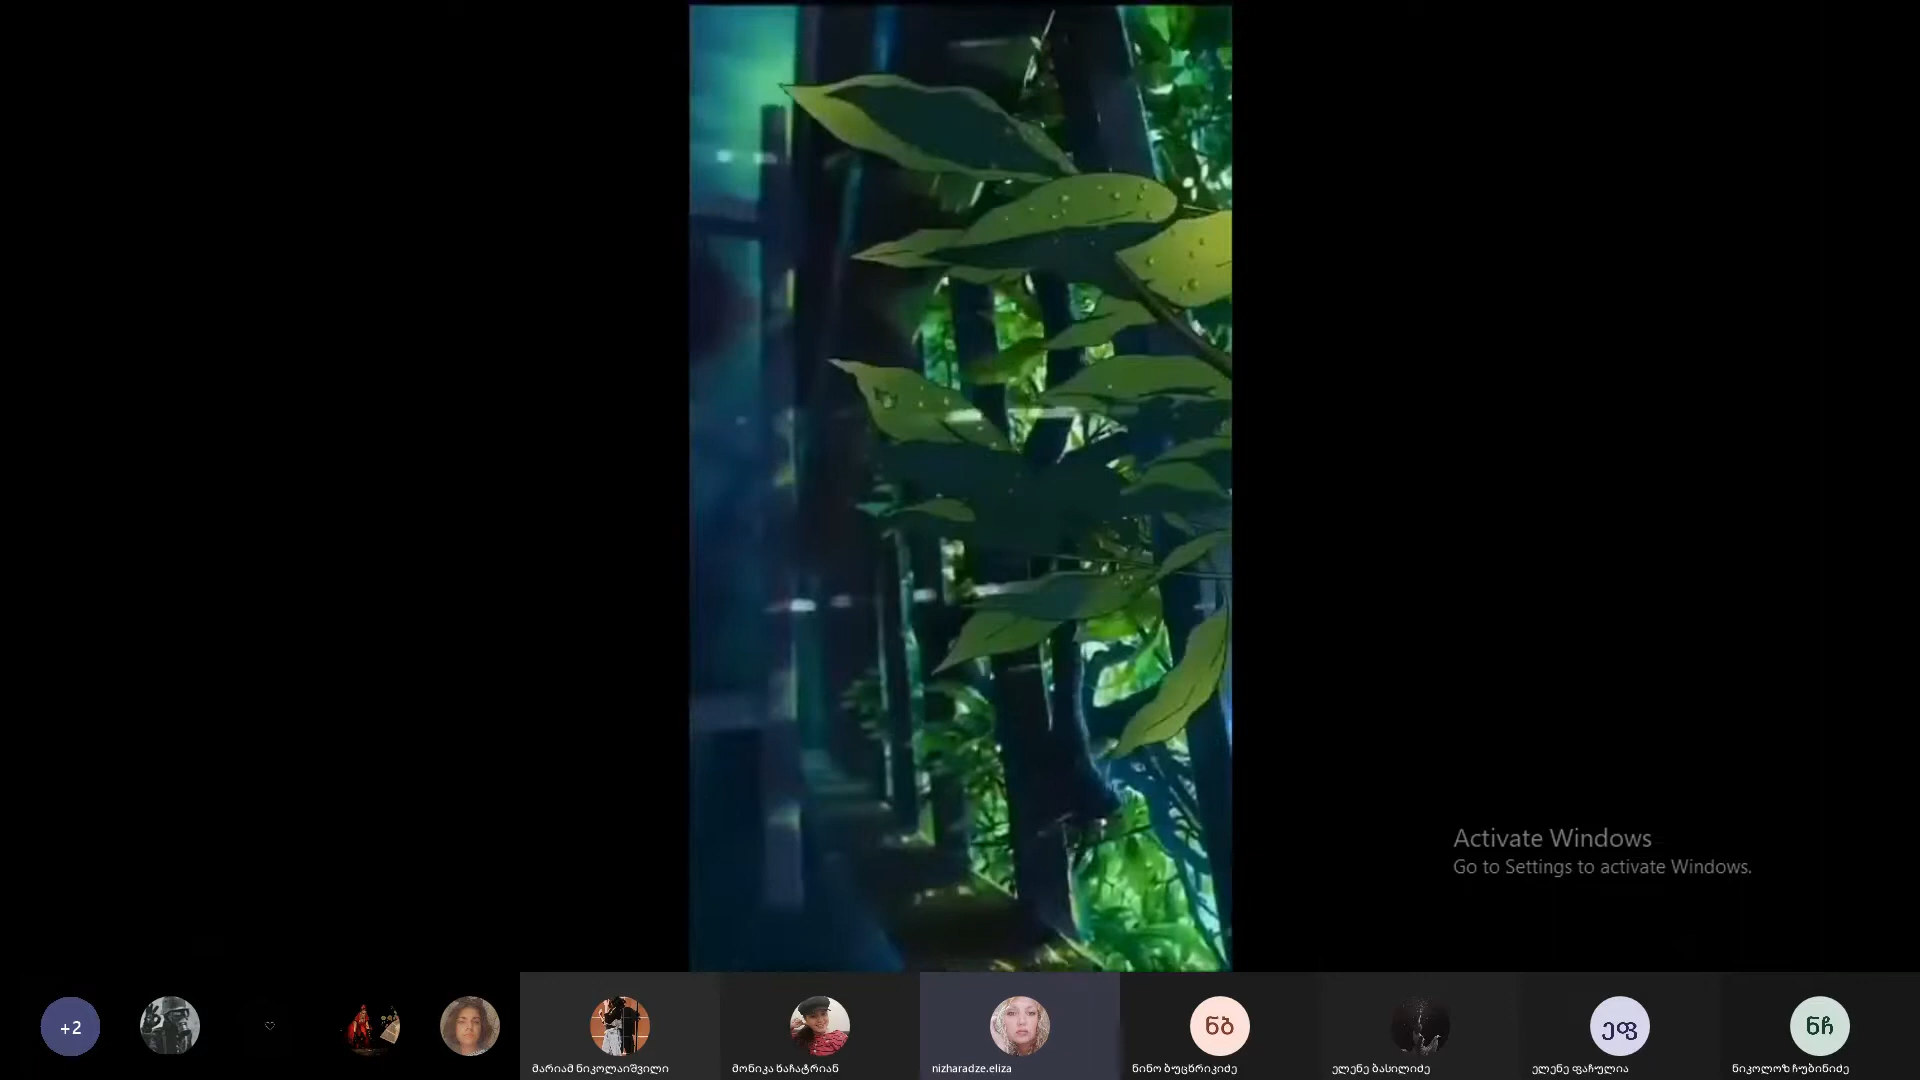 Activate Windows
Go to Settings to activate Windows.
+2
ნბ
ეფ
ნჩ
მარიამ ნიკოლაიშვილი
მონიკა ხაჩატრიან
nizharadze.eliza
ნინო ბუცხრიკიძე
ელენე ბასილიძე
ელენე ფაჩულია
ნიკოლოზ ჩუბინიძე